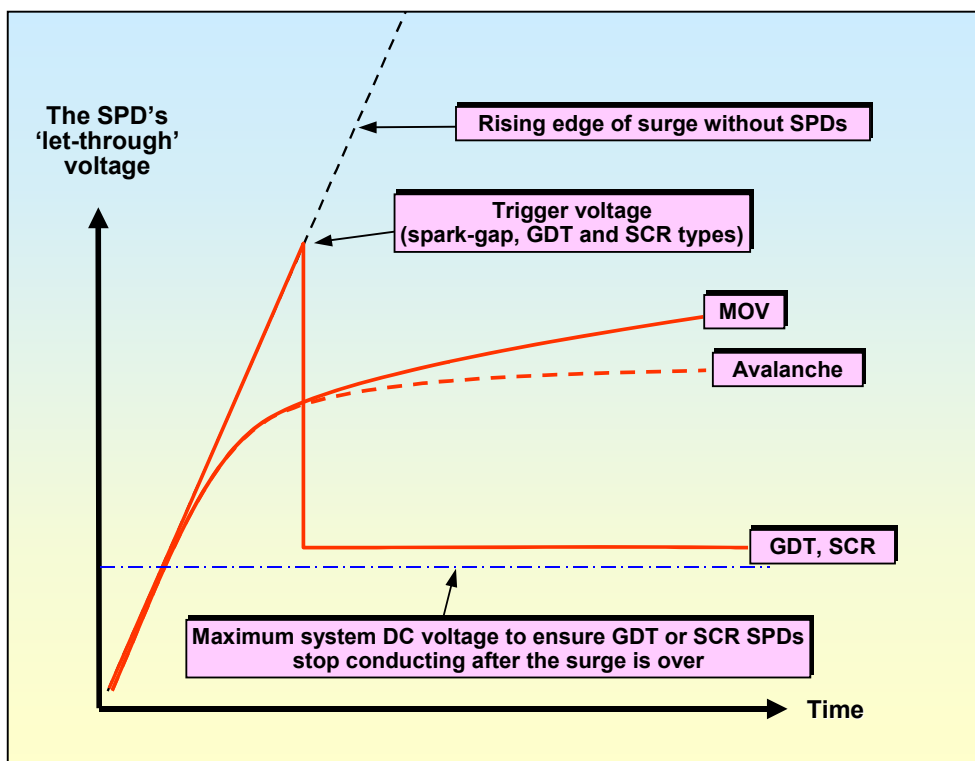 The SPD's
'let-through'
voltage
Rising edge of surge without SPDs
Trigger voltage
(spark-gap, GDT and SCR types)
MOV
Avalanche
GDT, SCR
Maximum system DC voltage to ensure GDT or SCR SPDs
stop conducting after the surge is over
Time